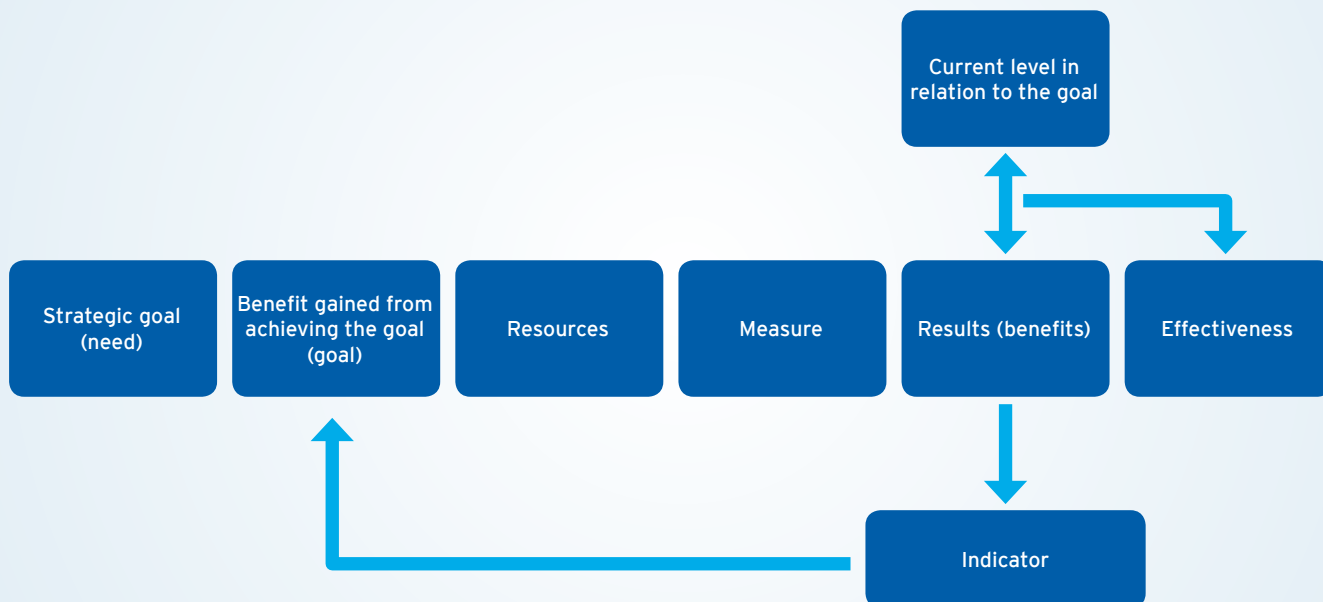 Current level in
relation to the goal
Strategic goal
(need)
Benefit gained from
achieving the goal
(goal)
Resources
Measure
Results (benefits)
Effectiveness
Indicator